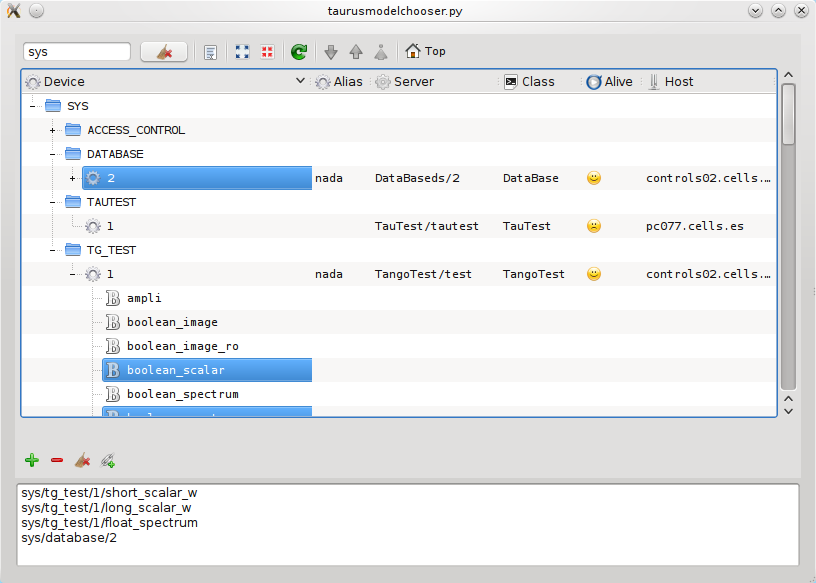 taurusmodelchooser.py
sys
Top
Device Alias Server Class Alive Host
SYS
ACCESS_CONTROL
DATABASE
2 nada DataBaseds/2 DataBase controls02.cells....
TAUTEST
1 TauTest/tautest TauTest pc077.cells.es
TG_TEST
1 nada TangoTest/test TangoTest controls02.cells....
B ampli
B boolean_image
B boolean_image_ro
B boolean_scalar
B boolean_spectrum
sys/tg_test/1/short_scalar_w
sys/tg_test/1/long_scalar_w
sys/tg_test/1/float_spectrum
sys/database/2